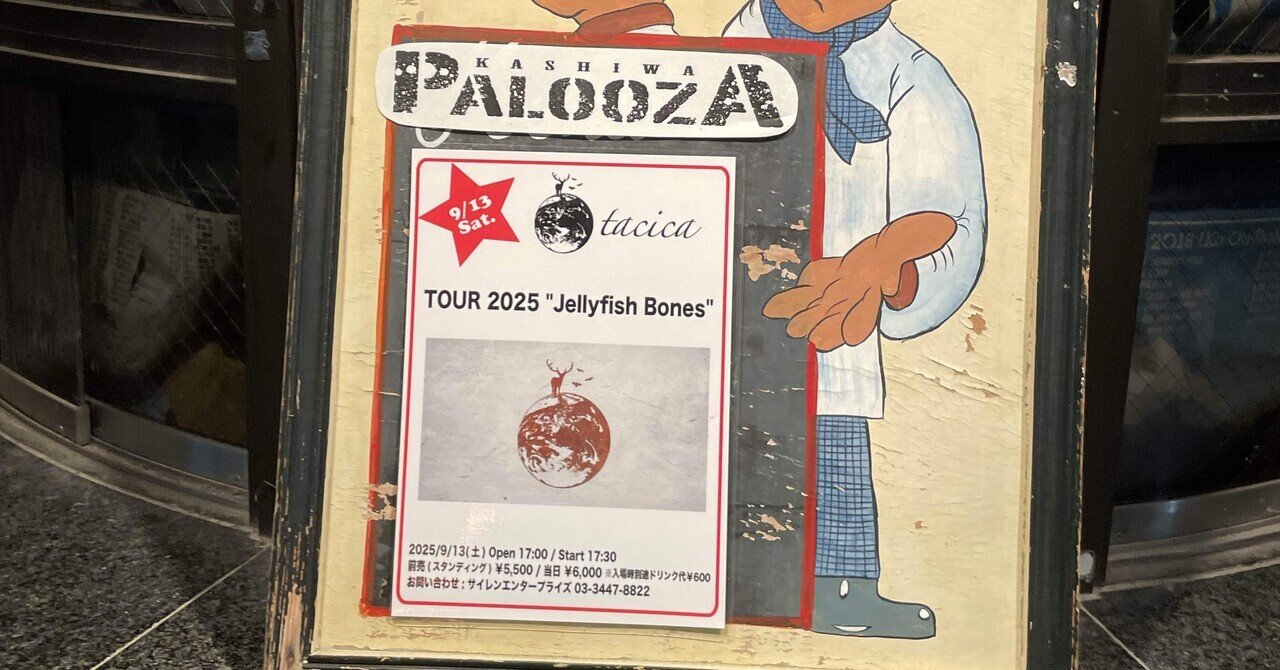 KASHIWA
PALOOZA
9/13
Sat.
tacica
TOUR 2025 "Jellyfish Bones"
2025/9/13(土) Open 17:00 / Start 17:30
前売 (スタンディング) ¥5,500 / 当日 ¥6,000 ※入場時別途ドリンク代¥600
お問い合わせ : サイレンエンタープライズ 03-3447-8822
2018